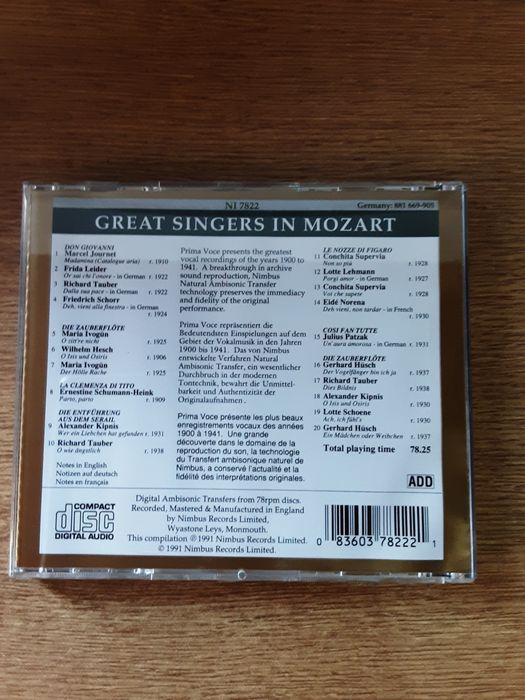 NI 7822
Germany: 881 669-905
GREAT SINGERS IN MOZART
DON GIOVANNI
1 Marcel Journet
Madamina (Catalogue aria) r. 1910
2 Frida Leider
Or sai chi l'onore - in German r. 1922
3 Richard Tauber
Dalla sua pace - in German r. 1922
4 Friedrich Schorr
Deh, vieni alla finestra - in German
r. 1924
DIE ZAUBERFLÖTE
5 Maria Ivogün
O zitt're nicht r. 1925
6 Wilhelm Hesch
O Isis und Osiris r. 1906
7 Maria Ivogün
Der Hölle Rache r. 1925
LA CLEMENZA DI TITO
8 Ernestine Schumann-Heink
Parto, parto r. 1909
DIE ENTFÜHRUNG
AUS DEM SERAIL
9 Alexander Kipnis
Wer ein Liebchen hat gefunden r. 1931
10 Richard Tauber
O wie ängstlich r. 1938
Notes in English
Notizen auf deutsch
Notes en français
Prima Voce presents the greatest
vocal recordings of the years 1900 to
1941. A breakthrough in archive
sound reproduction, Nimbus
Natural Ambisonic Transfer
technology preserves the immediacy
and fidelity of the original
performance.
Prima Voce repräsentiert die
Bedeutendsten Einspielungen auf dem
Gebiet der Vokalmusik in den Jahren
1900 bis 1941. Das von Nimbus
entwickelte Verfahren Natural
Ambisonic Transfer, ein wesentlicher
Durchbruch in der modernen
Tontechnik, bewahrt die Unmittel-
barkeit und Authentizität der
Originalaufnahmen.
Prima Voce présente les plus beaux
enregistrements vocaux des années
1900 à 1941. Une grande
découverte dans le domaine de la
reproduction du son, la technologie
du Transfert ambisonique naturel de
Nimbus, a conservé l'actualité et la
fidélité des interprétations originales.
LE NOZZE DI FIGARO
11 Conchita Supervia
Non so più r. 1928
12 Lotte Lehmann
Porgi amor - in German r. 1927
13 Conchita Supervia
Voi che sapete r. 1928
14 Eidé Norena
Deh vieni, non tardar - in French
r. 1930
COSI FAN TUTTE
15 Julius Patzak
Un'aura amorosa - in German r. 1931
DIE ZAUBERFLÖTE
16 Gerhard Hüsch
Der Vogelfänger bin ich ja r. 1937
17 Richard Tauber
Dies Bildnis r. 1938
18 Alexander Kipnis
O Isis und Osiris r. 1930
19 Lotte Schoene
Ach, ich fühl's r. 1930
20 Gerhard Hüsch
Ein Mädchen oder Weibchen r. 1937
Total playing time 78.25
ADD
COMPACT
disc
DIGITAL AUDIO
Digital Ambisonic Transfers from 78rpm discs.
Recorded, Mastered & Manufactured in England
by Nimbus Records Limited,
Wyastone Leys, Monmouth.
This compilation ℗ 1991 Nimbus Records Limited.
© 1991 Nimbus Records Limited.
0 83603 78222 1